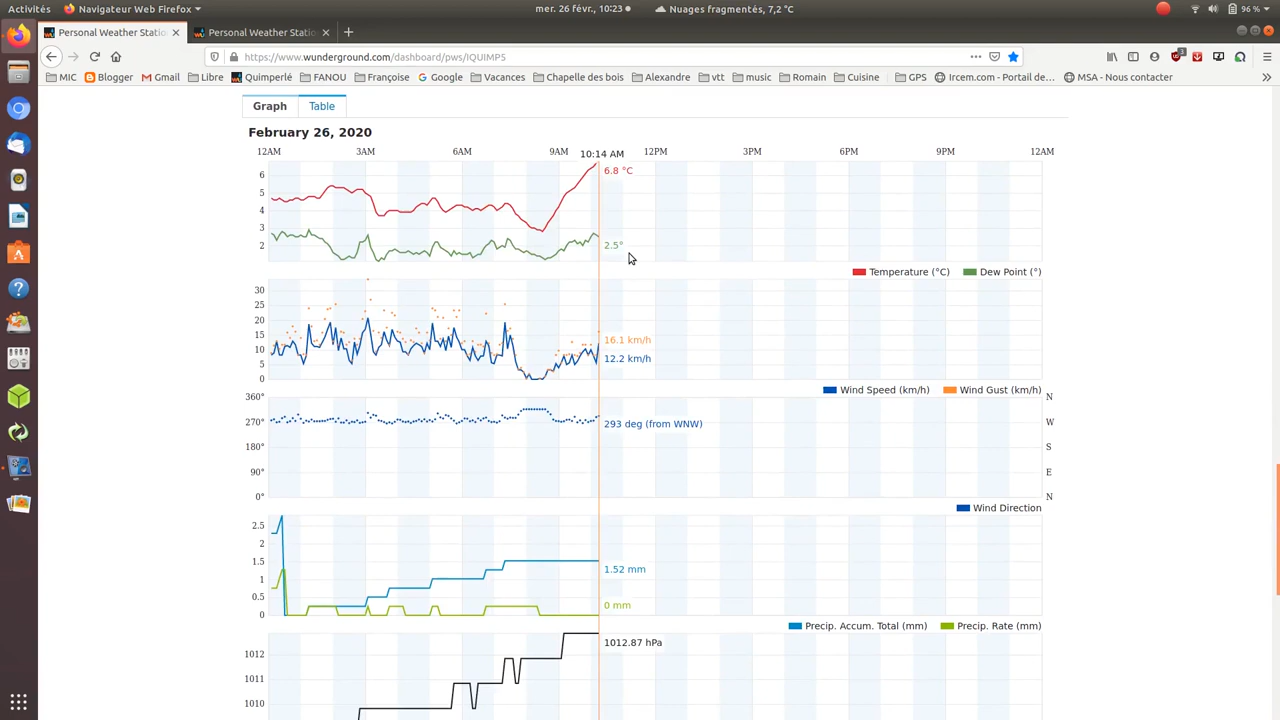 Activités
Navigateur Web Firefox
mer. 26 févr. 10:23
Nuages fragmentés, 7,2 °C
96 %
Personal Weather Statio
Personal Weather Statio
https://www.wunderground.com/dashboard/pws/IQUIMPS
3
MIC Blogger Gmail Libre Quimperlé FANOU Françoise Google Vacances Chapelle des bois Alexandre vtt music Romain Cuisine GPS Ircem.com - Portail de... MSA - Nous contacter
Graph Table
February 26, 2020
12AM 3AM 6AM 9AM 10:14 AM 12PM 3PM 6PM 9PM 12AM
6 6.8 °C
5
4
3
2 2.5°
Temperature (°C) Dew Point (°)
30
25
20
15 16.1 km/h
10 12.2 km/h
5
0
Wind Speed (km/h) Wind Gust (km/h)
360° N
270° 293 deg (from WNW) W
180° S
90° E
0° N
Wind Direction
2.5
2
1.5 1.52 mm
1
0.5 0 mm
0
Precip. Accum. Total (mm) Precip. Rate (mm)
1012 1012.87 hPa
1011
1010